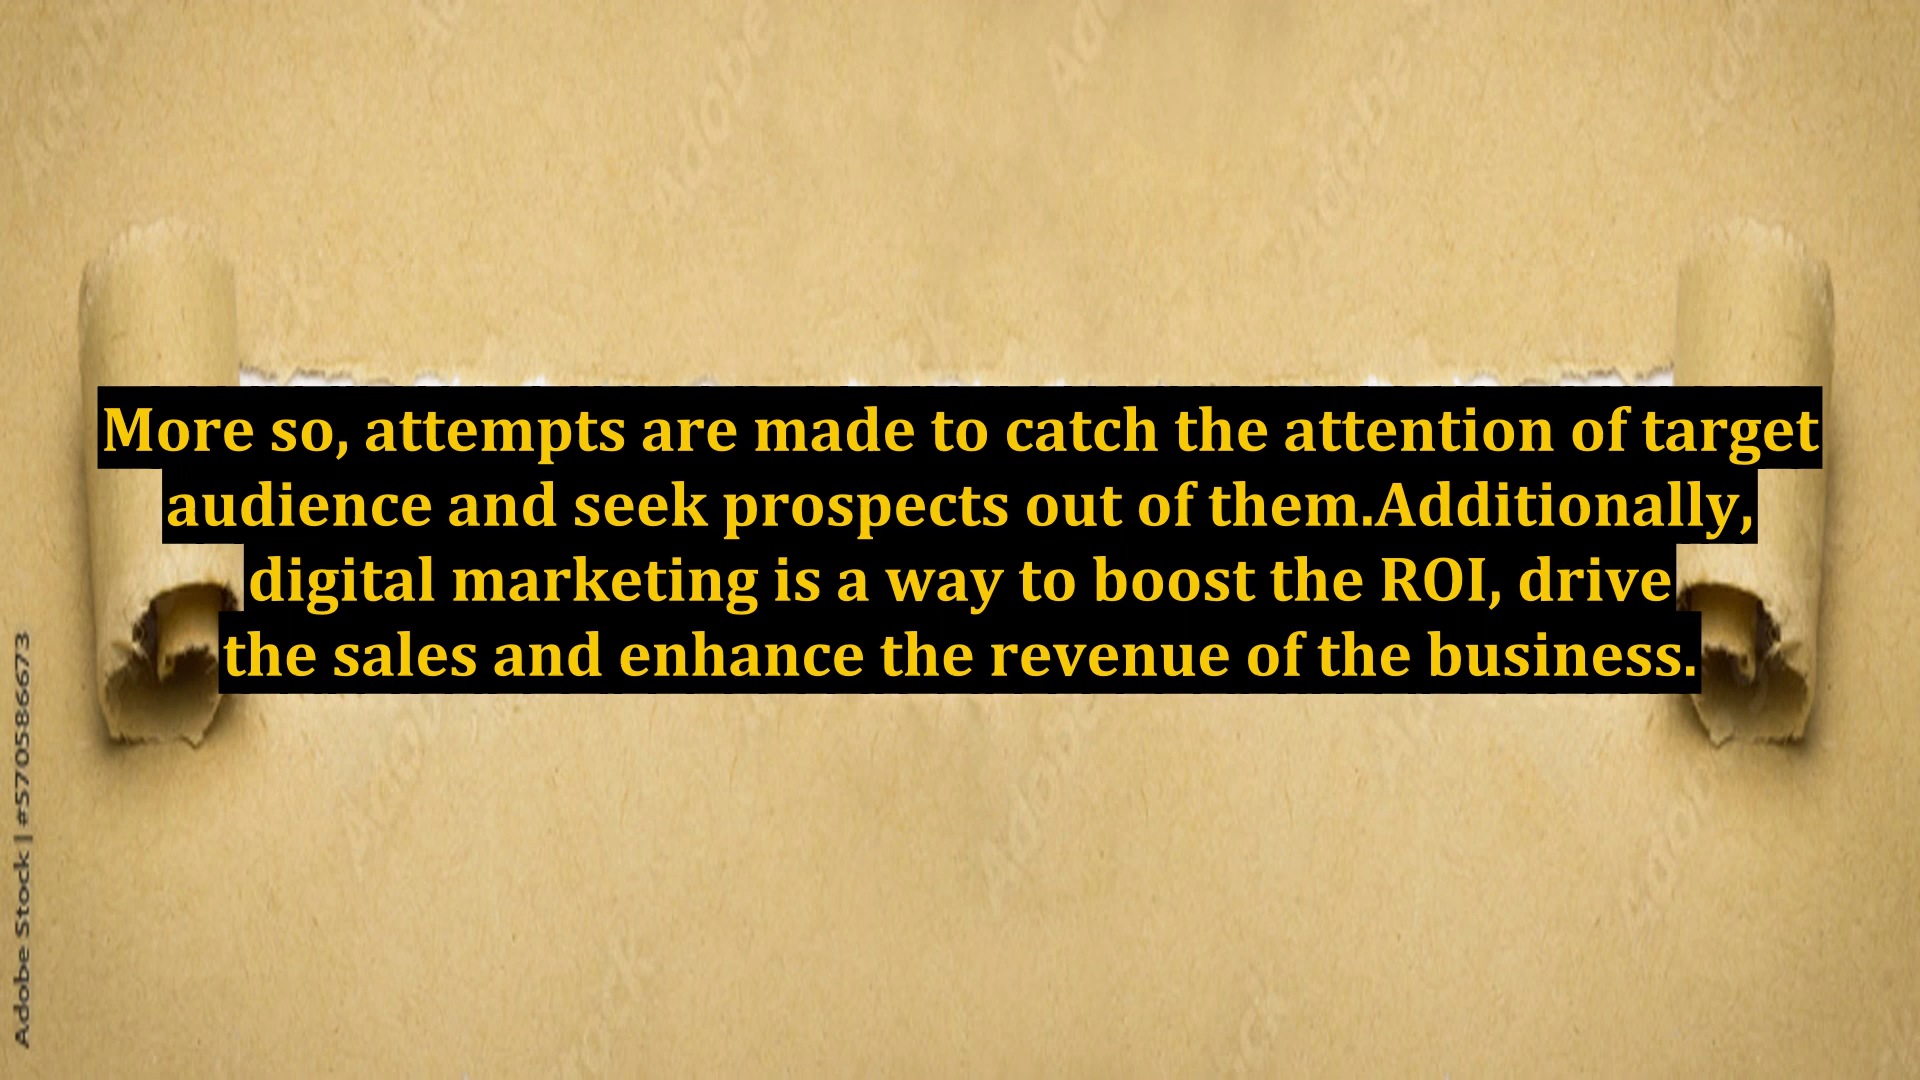 More so, attempts are made to catch the attention of target
audience and seek prospects out of them.Additionally,
digital marketing is a way to boost the ROI, drive
the sales and enhance the revenue of the business.
Adobe Stock | #570586673